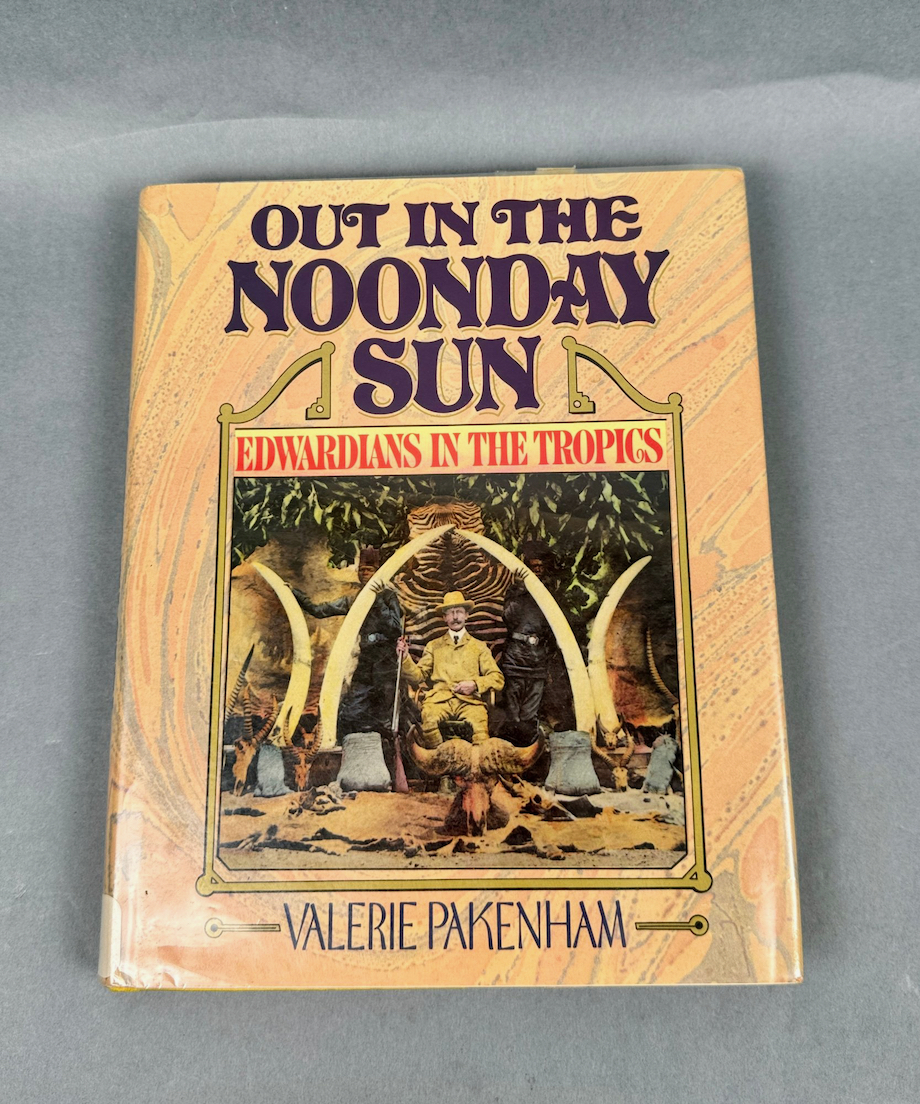 OUT IN THE
NOONDAY
SUN
EDWARDIANS IN THE TROPICS
VALERIE PAKENHAM